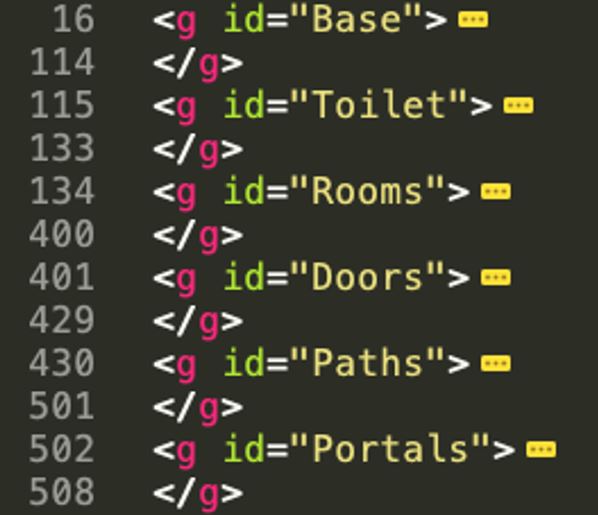 16 <g id="Base">
114 </g>
115 <g id="Toilet">
133 </g>
134 <g id="Rooms">
400 </g>
401 <g id="Doors">
429 </g>
430 <g id="Paths">
501 </g>
502 <g id="Portals">
508 </g>